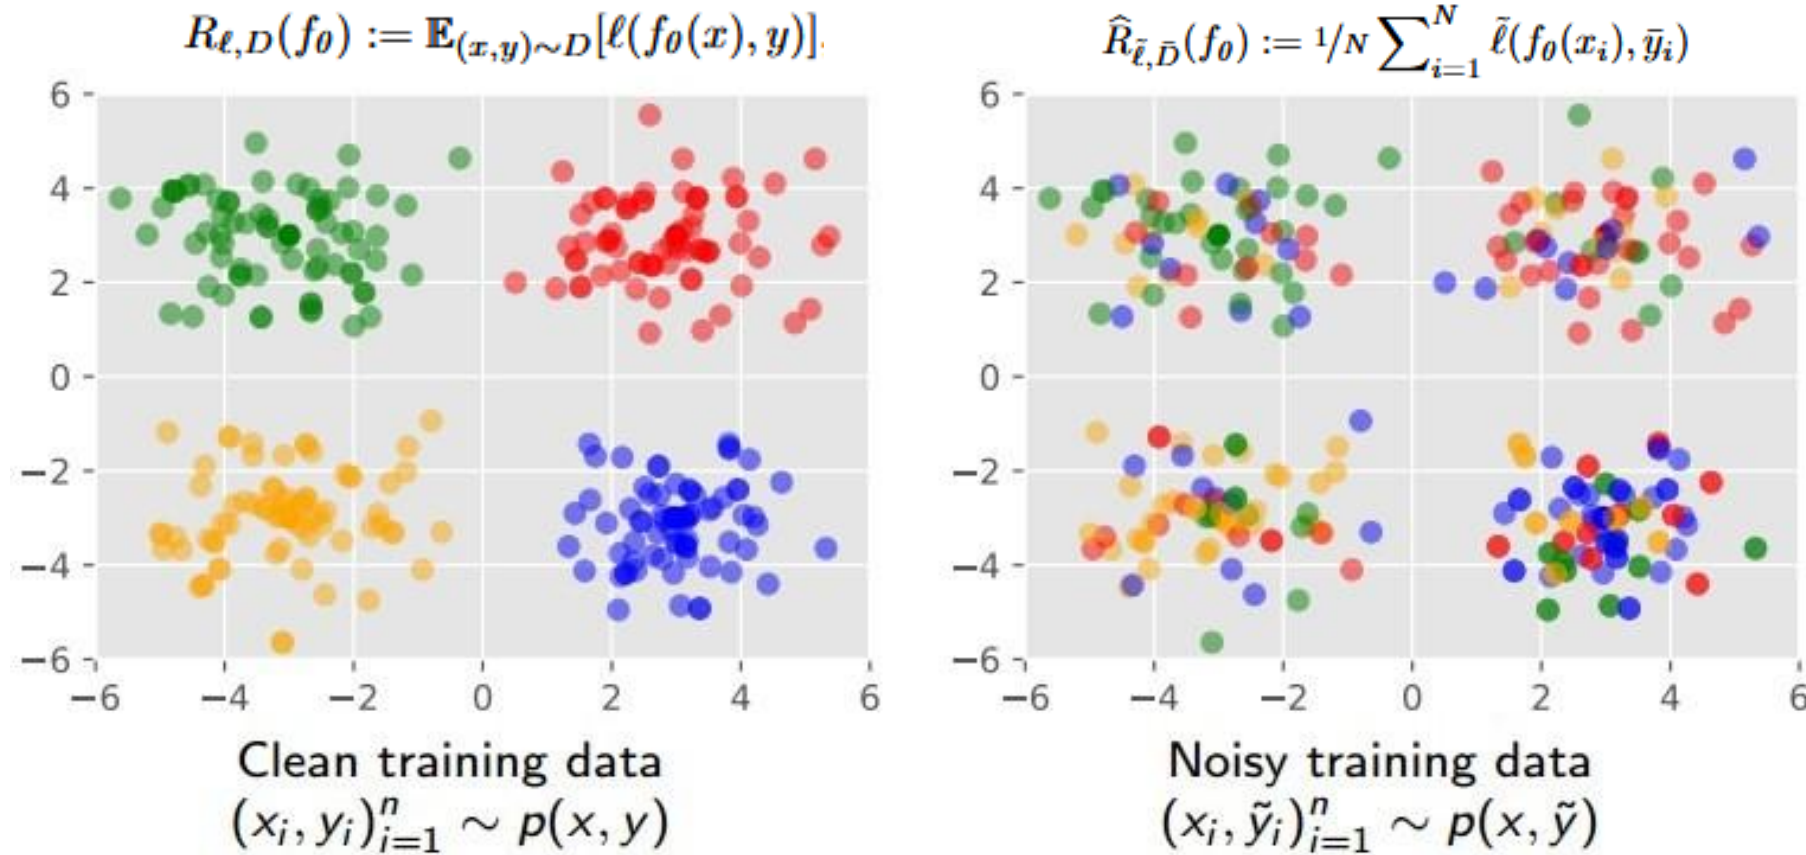 R_{ℓ,D}(f_θ) := 𝔼_{(x,y)∼D}[ℓ(f_θ(x), y)].
6
4
2
0
−2
−4
−6
−6 −4 −2 0 2 4 6
Clean training data
(x_i, y_i)_{i=1}^n ∼ p(x, y)
R̂_{ℓ̃,D̄}(f_θ) := 1/N ∑_{i=1}^N ℓ̃(f_θ(x_i), ȳ_i)
6
4
2
0
−2
−4
−6
−6 −4 −2 0 2 4 6
Noisy training data
(x_i, ỹ_i)_{i=1}^n ∼ p(x, ỹ)